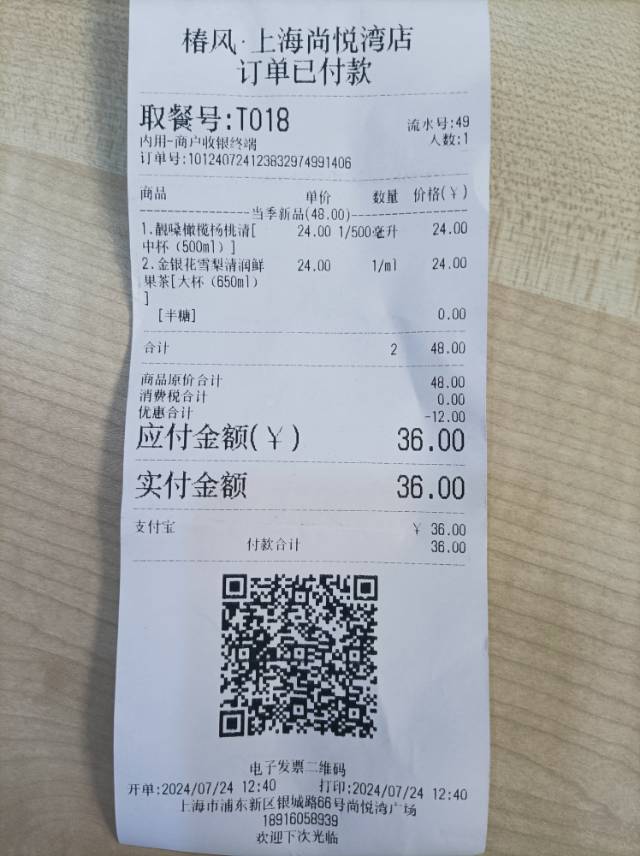 椿风·上海尚悦湾店
订单已付款
取餐号:T018
流水号:49
内用-商户收银终端
人数:1
订单号:101240724123832974991406
商品 单价 数量 价格(￥)
当季新品(48.00)
1.靓嗓橄榄杨桃清[ 24.00 1/500毫升 24.00
中杯（500ml）]
2.金银花雪梨清润鲜 24.00 1/ml 24.00
果茶[大杯（650ml）
]
[半糖] 0.00
合计 2 48.00
商品原价合计 48.00
消费税合计 0.00
优惠合计 -12.00
应付金额(￥) 36.00
实付金额 36.00
支付宝 ￥ 36.00
付款合计 36.00
电子发票二维码
开单:2024/07/24 12:40 打印:2024/07/24 12:40
上海市浦东新区银城路66号尚悦湾广场
18916058939
欢迎下次光临